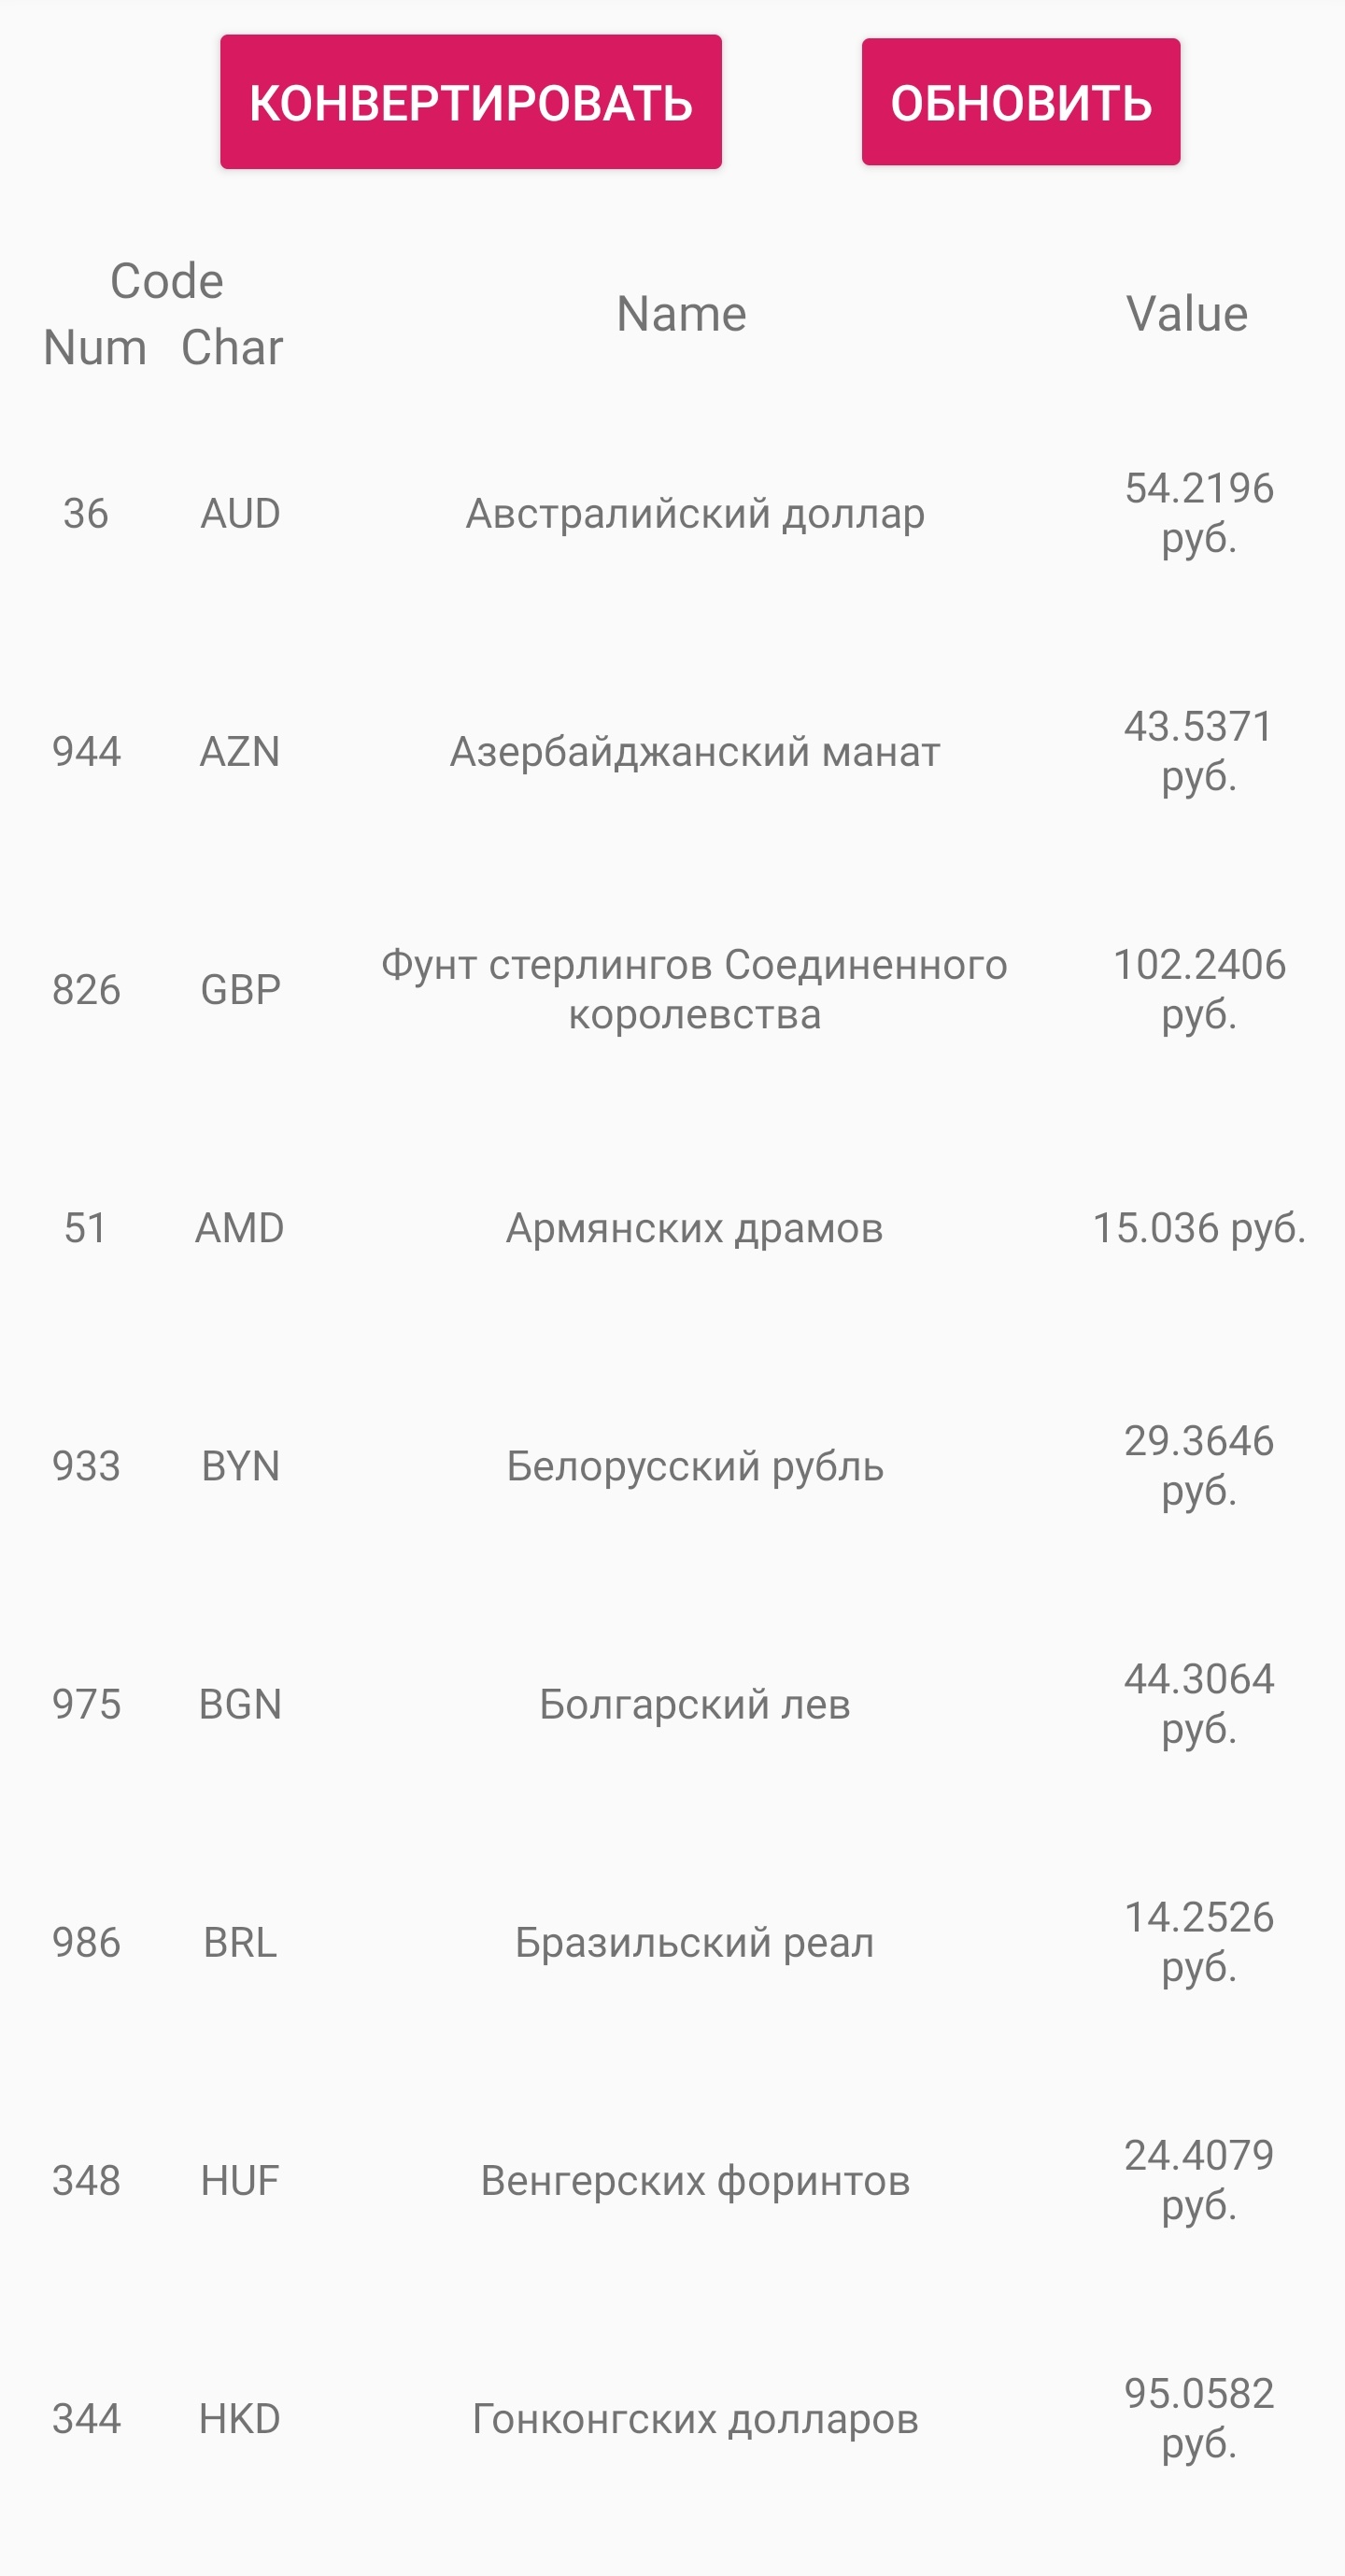 КОНВЕРТИРОВАТЬ ОБНОВИТЬ
Code
Name Value
Num Char
36 AUD Австралийский доллар 54.2196
руб.
944 AZN Азербайджанский манат 43.5371
руб.
826 GBP Фунт стерлингов Соединенного 102.2406
королевства руб.
51 AMD Армянских драмов 15.036 руб.
933 BYN Белорусский рубль 29.3646
руб.
975 BGN Болгарский лев 44.3064
руб.
986 BRL Бразильский реал 14.2526
руб.
348 HUF Венгерских форинтов 24.4079
руб.
344 HKD Гонконгских долларов 95.0582
руб.